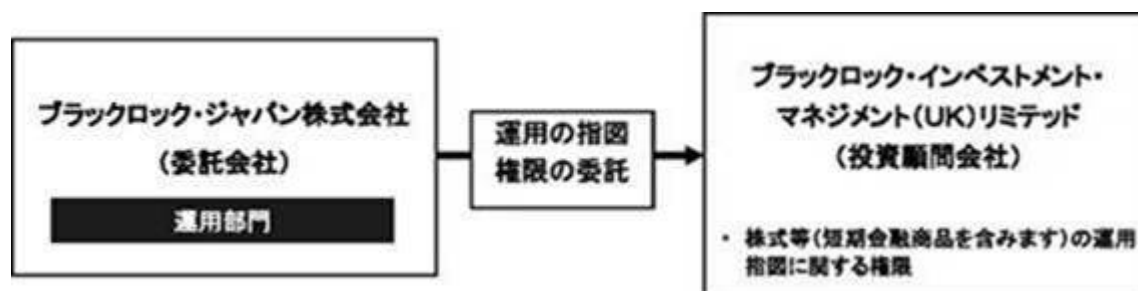 ブラックロック・ジャパン株式会社
(委託会社)
運用部門
運用の指図
権限の委託
ブラックロック・インベストメント・
マネジメント(UK)リミテッド
(投資顧問会社)
・ 株式等(短期金融商品を含みます)の運用
指図に関する権限